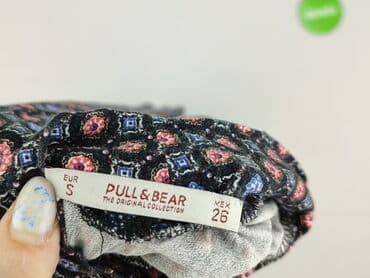 EUR
S
PULL&BEAR
THE ORIGINAL COLLECTION
MEX
26